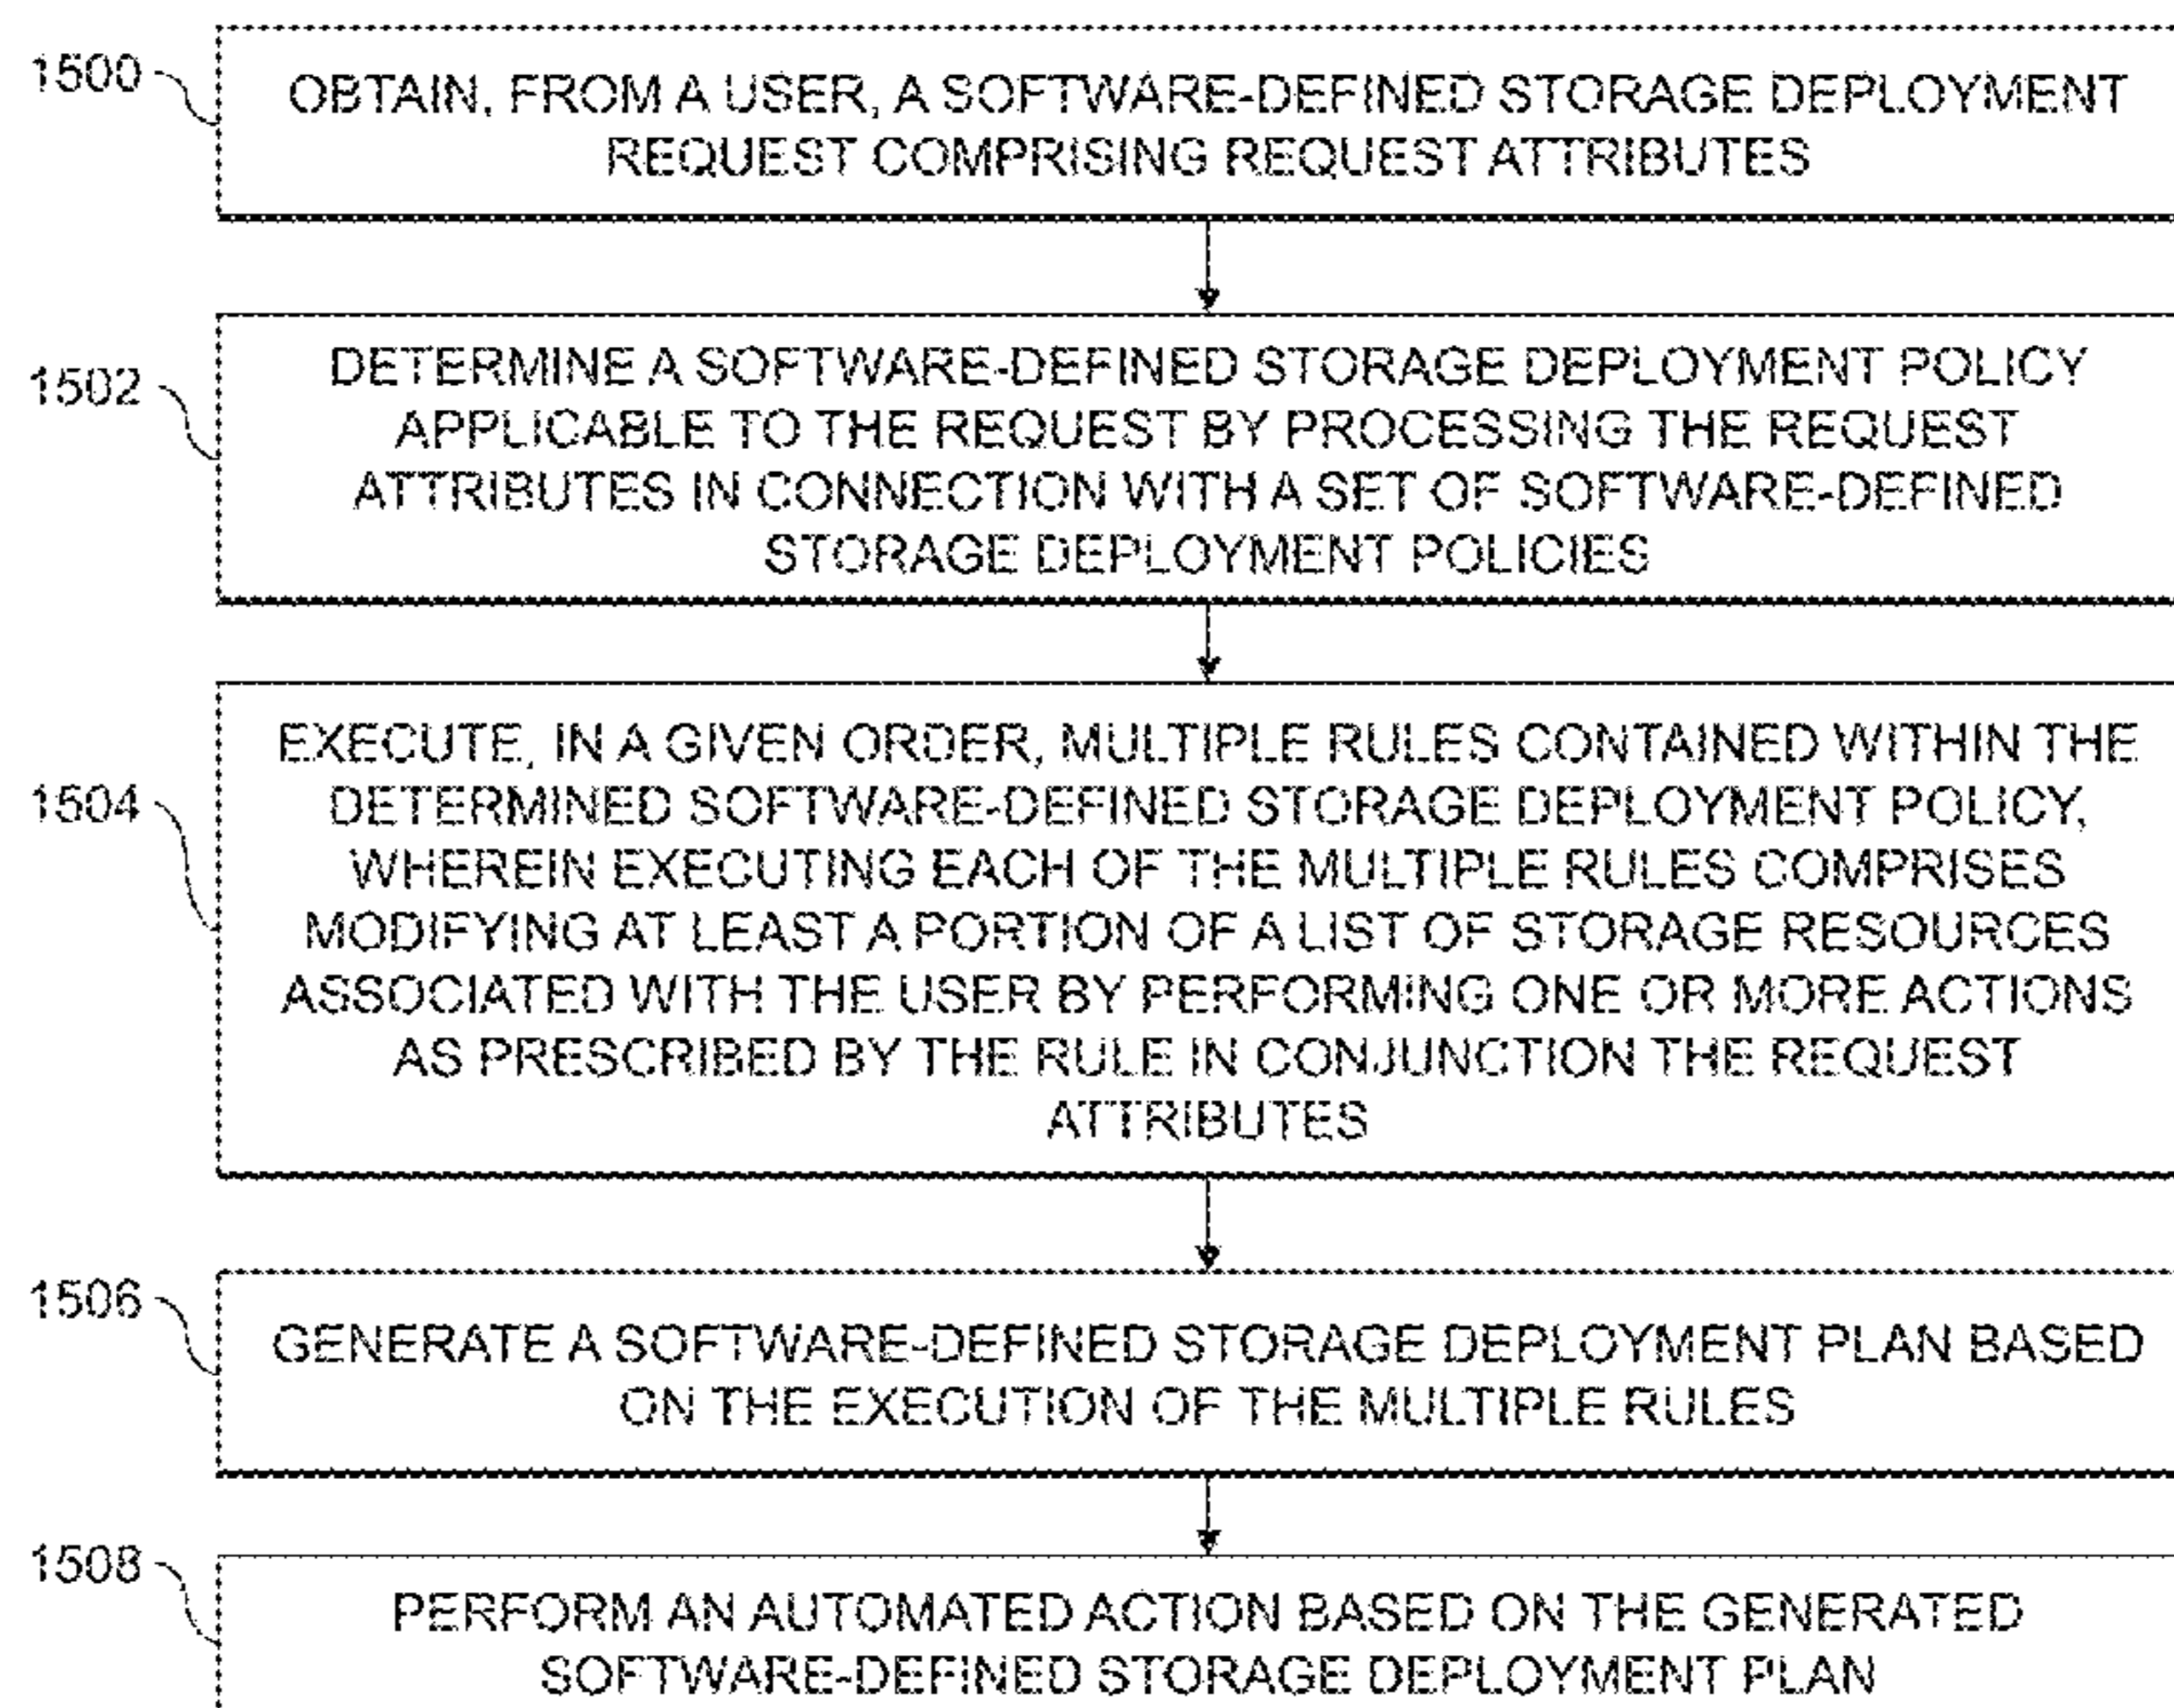 1500
OBTAIN, FROM A USER, A SOFTWARE-DEFINED STORAGE DEPLOYMENT
REQUEST COMPRISING REQUEST ATTRIBUTES
1502
DETERMINE A SOFTWARE-DEFINED STORAGE DEPLOYMENT POLICY
APPLICABLE TO THE REQUEST BY PROCESSING THE REQUEST
ATTRIBUTES IN CONNECTION WITH A SET OF SOFTWARE-DEFINED
STORAGE DEPLOYMENT POLICIES
1504
EXECUTE, IN A GIVEN ORDER, MULTIPLE RULES CONTAINED WITHIN THE
DETERMINED SOFTWARE-DEFINED STORAGE DEPLOYMENT POLICY,
WHEREIN EXECUTING EACH OF THE MULTIPLE RULES COMPRISES
MODIFYING AT LEAST A PORTION OF A LIST OF STORAGE RESOURCES
ASSOCIATED WITH THE USER BY PERFORMING ONE OR MORE ACTIONS
AS PRESCRIBED BY THE RULE IN CONJUNCTION THE REQUEST
ATTRIBUTES
1506
GENERATE A SOFTWARE-DEFINED STORAGE DEPLOYMENT PLAN BASED
ON THE EXECUTION OF THE MULTIPLE RULES
1508
PERFORM AN AUTOMATED ACTION BASED ON THE GENERATED
SOFTWARE-DEFINED STORAGE DEPLOYMENT PLAN